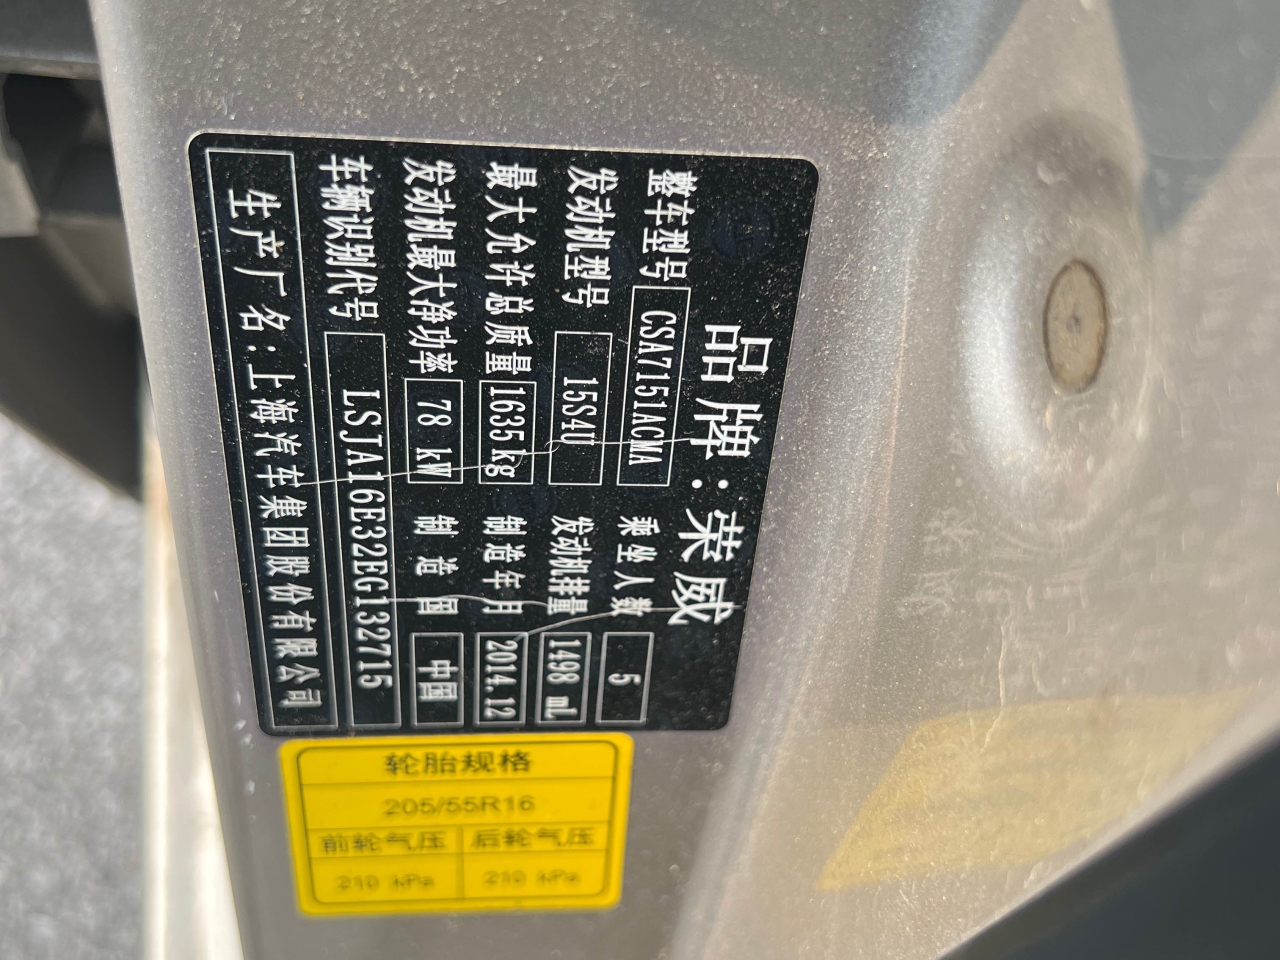 品牌：荣威
整车型号 CSA7151ACMA 乘坐人数 5
发动机型号 15S4U 发动机排量 1498 mL
最大允许总质量 1635kg 制造年月 2014.12
发动机最大净功率 78 kW 制造国 中国
车辆识别代号 LSJA16E32EG132715
生产厂名：上海汽车集团股份有限公司
轮胎规格
205/55R16
前轮气压 后轮气压
210 kPa 210 kPa